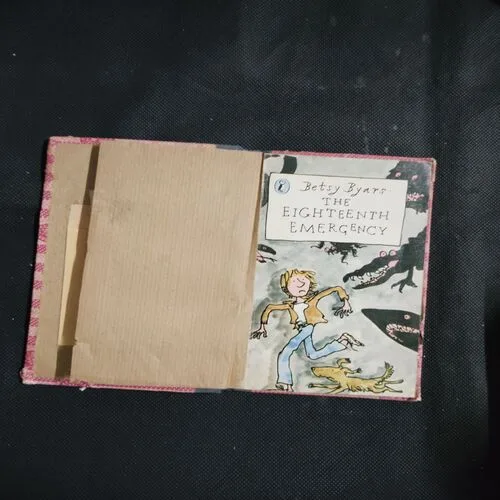 Betsy Byars
THE
EIGHTEENTH
EMERGENCY